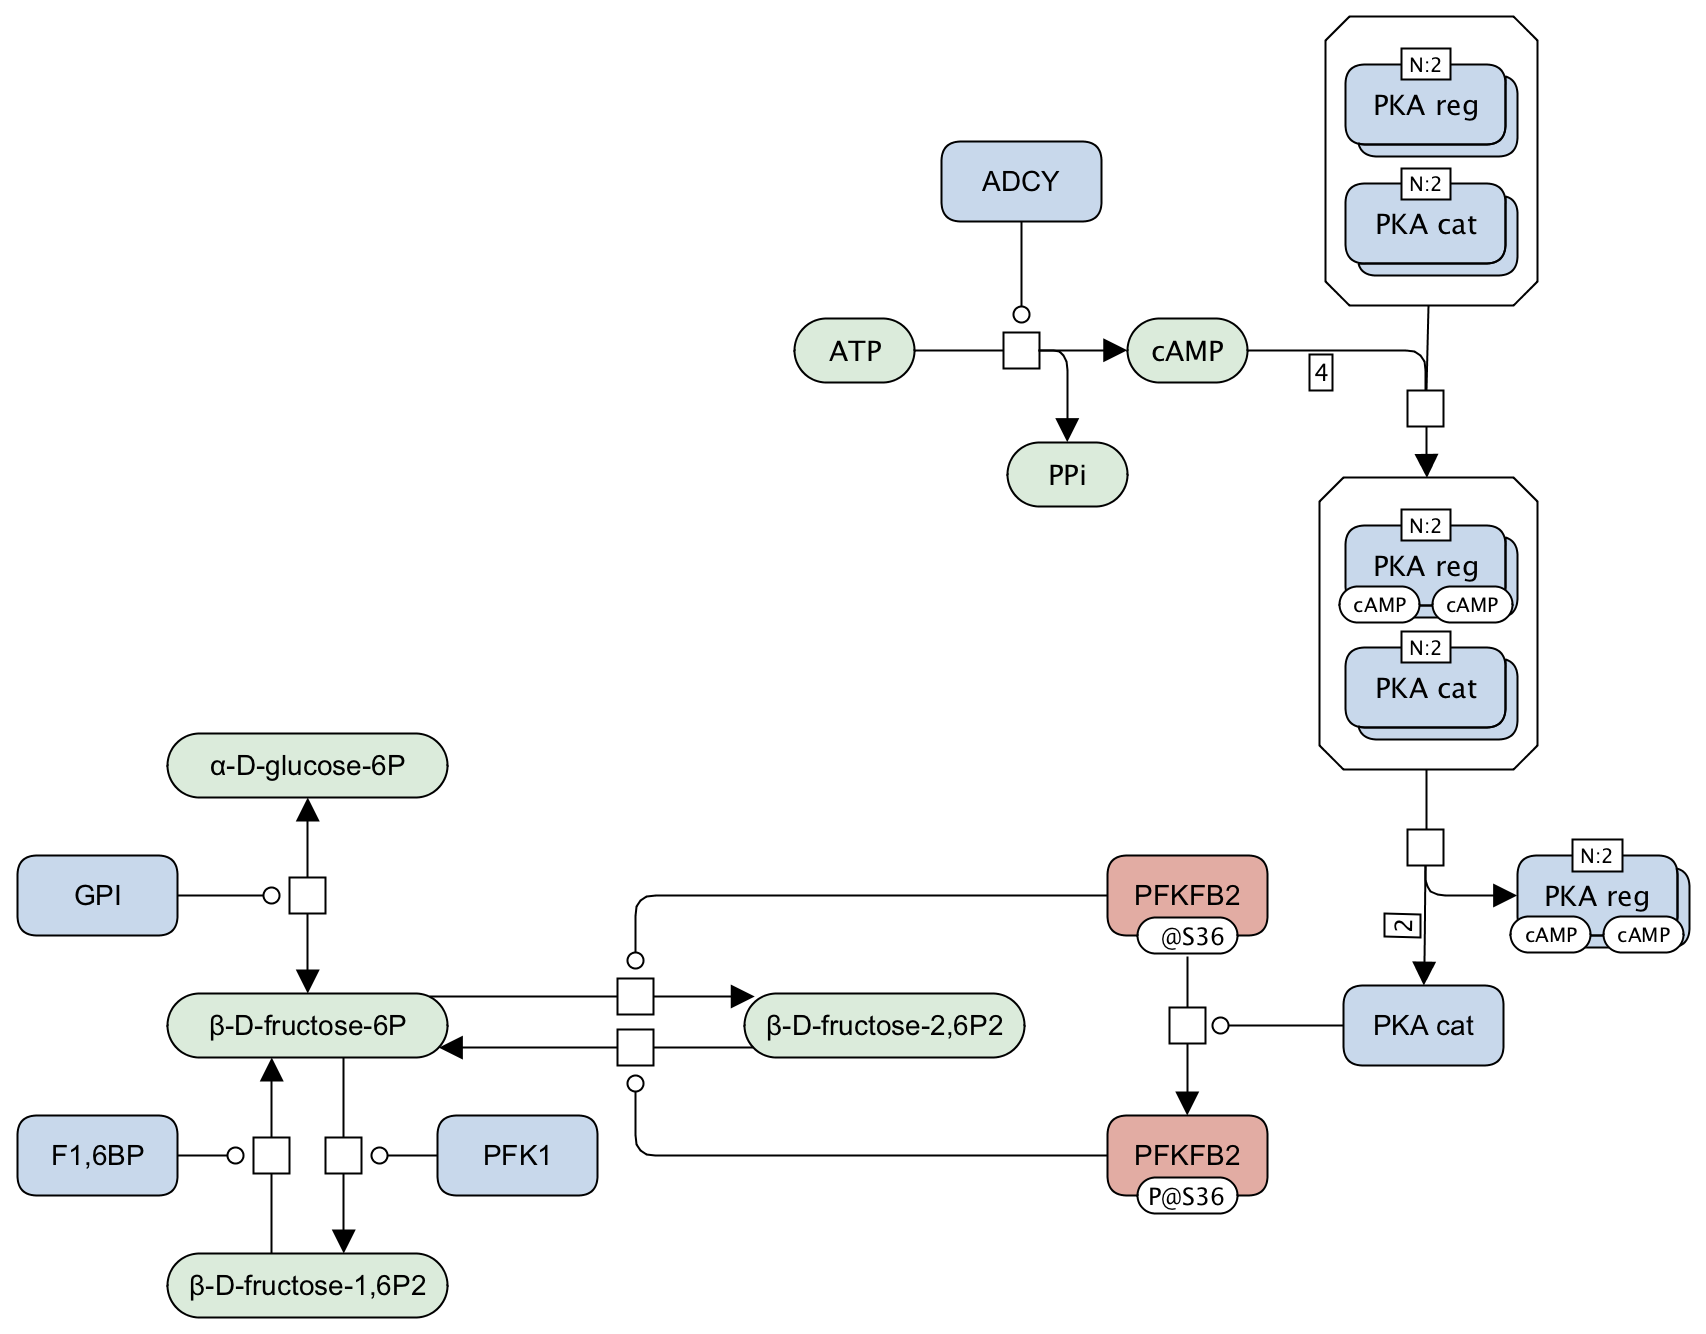 N:2
PKA reg
N:2
PKA cat
ADCY
ATP
cAMP
4
PPi
N:2
PKA reg
cAMP cAMP
N:2
PKA cat
α-D-glucose-6P
GPI
PFKFB2
@S36
N:2
PKA reg
cAMP cAMP
2
β-D-fructose-6P
β-D-fructose-2,6P2
PKA cat
F1,6BP
PFK1
PFKFB2
P@S36
β-D-fructose-1,6P2